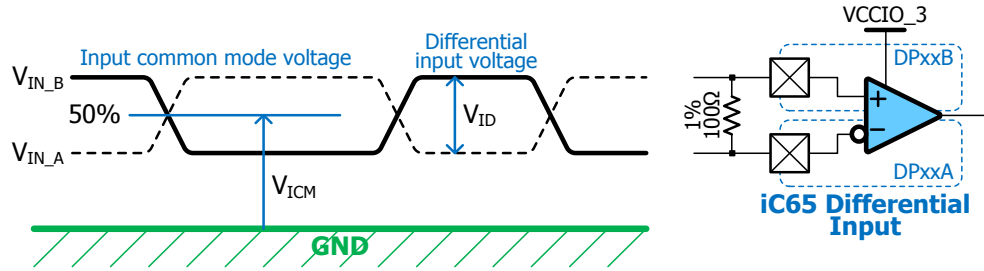 Input common mode voltage
Differential
input voltage
V_IN_B
50%
V_ID
V_IN_A
V_ICM
GND
VCCIO_3
DPxxB
1%
100Ω
+
−
DPxxA
iC65 Differential
Input